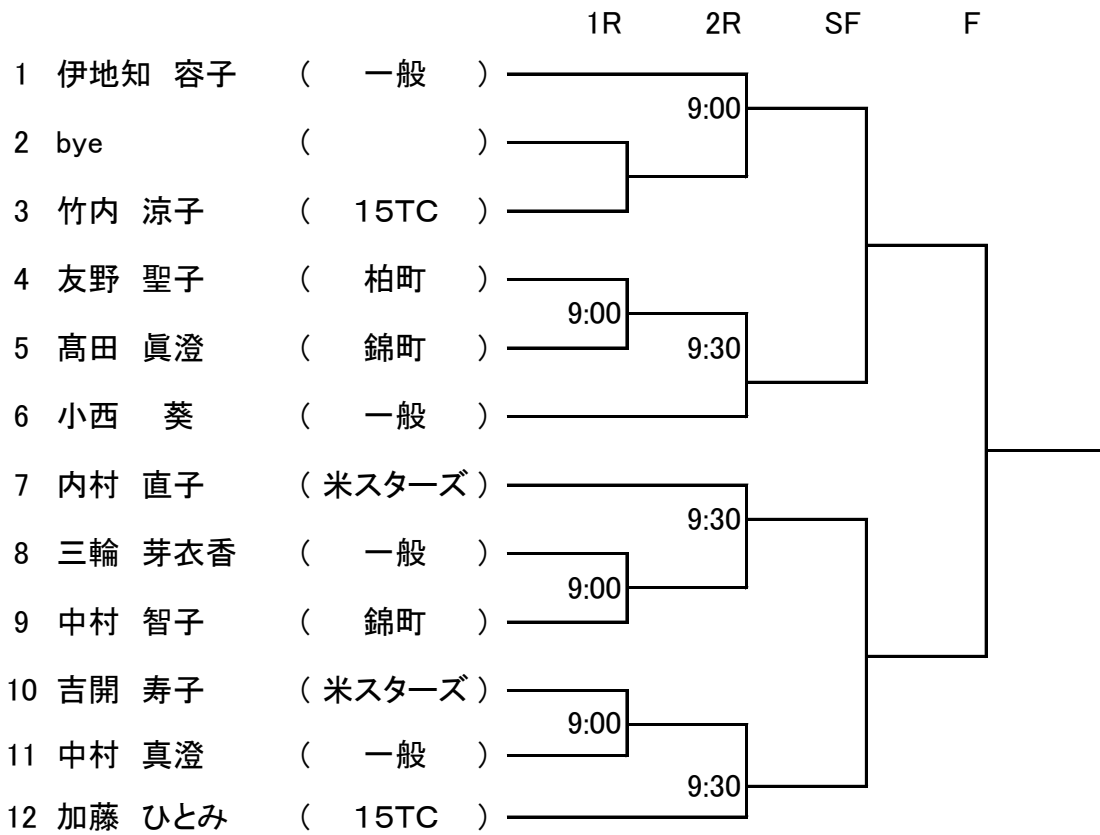 1R 2R SF F
1 伊地知 容子 ( 一般 )
9:00
2 bye ( )
3 竹内 涼子 ( 15TC )
4 友野 聖子 ( 柏町 )
9:00
5 髙田 眞澄 ( 錦町 ) 9:30
6 小西 葵 ( 一般 )
7 内村 直子 ( 米スターズ )
9:30
8 三輪 芽衣香 ( 一般 )
9:00
9 中村 智子 ( 錦町 )
10 吉開 寿子 ( 米スターズ )
9:00
11 中村 真澄 ( 一般 )
9:30
12 加藤 ひとみ ( 15TC )